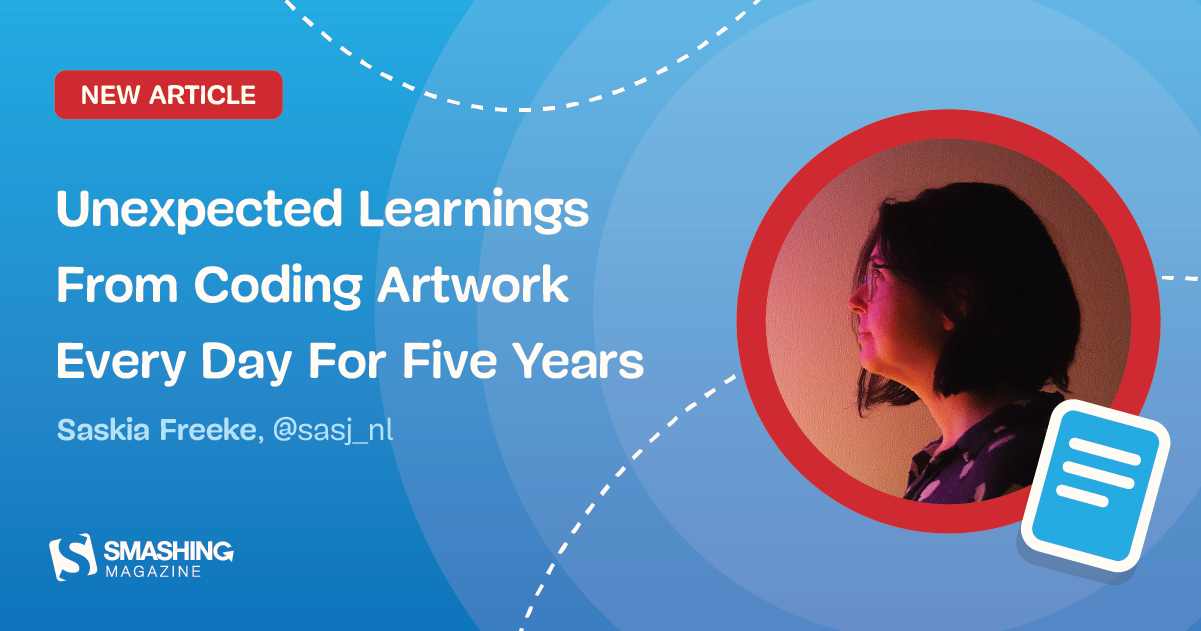 NEW ARTICLE
Unexpected Learnings
From Coding Artwork
Every Day For Five Years
Saskia Freeke, @sasj_nl
SMASHING
MAGAZINE